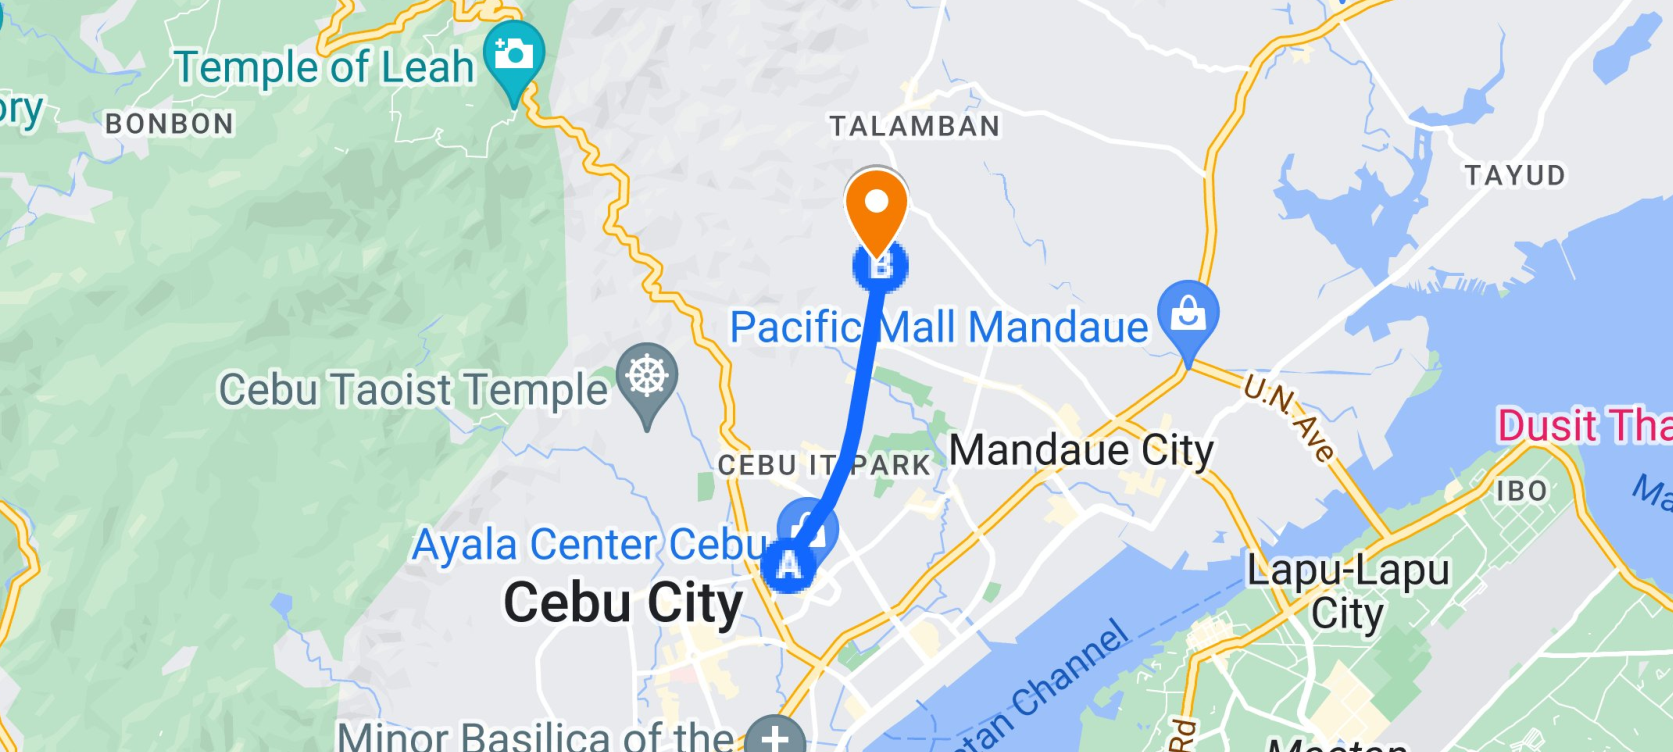 Temple of Leah
ory
BONBON
TALAMBAN
TAYUD
B
Pacific Mall Mandaue
Cebu Taoist Temple
U.N. Ave
Dusit Tha
CEBU IT PARK
Mandaue City
IBO
Ma
Ayala Center Cebu
A
Cebu City
Lapu-Lapu
City
ctan Channel
Rd
Minor Basilica of the
Mactan